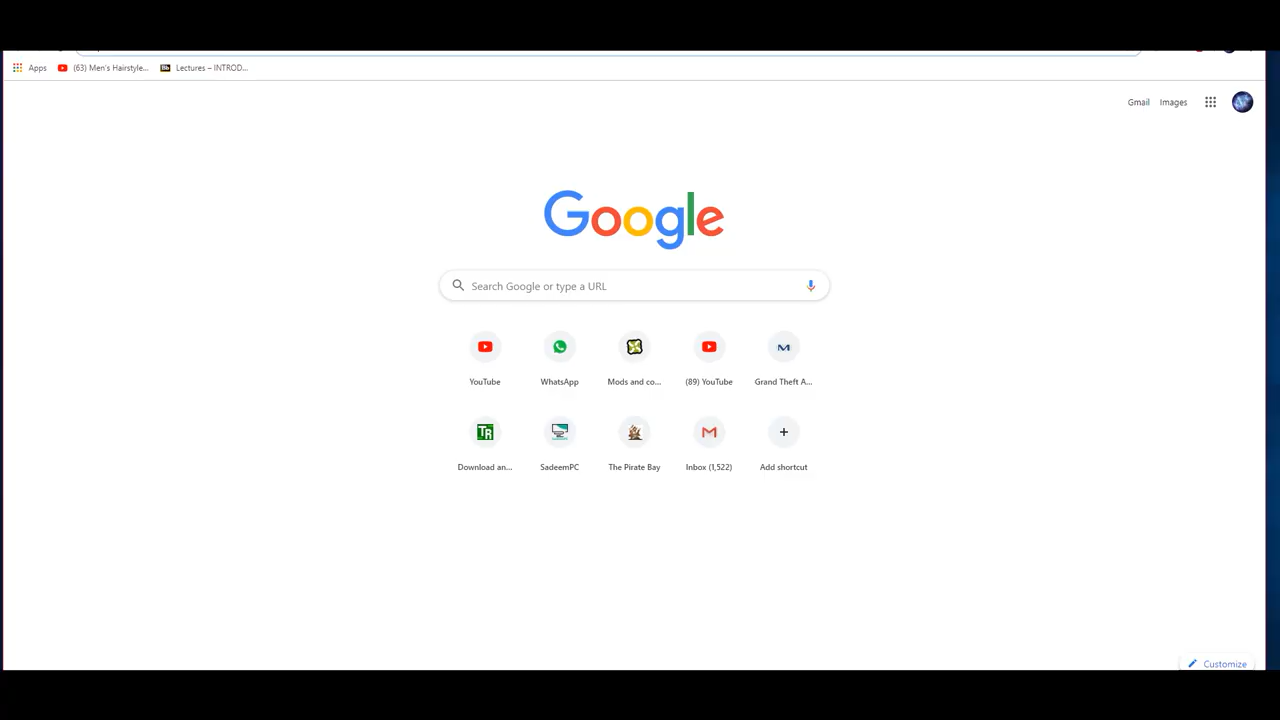 Apps (63) Men's Hairstyle... Lectures – INTROD...
Gmail Images
Google
Search Google or type a URL
YouTube WhatsApp Mods and co... (89) YouTube Grand Theft A...
TR
Download an... SadeemPC The Pirate Bay Inbox (1,522) Add shortcut
Customize